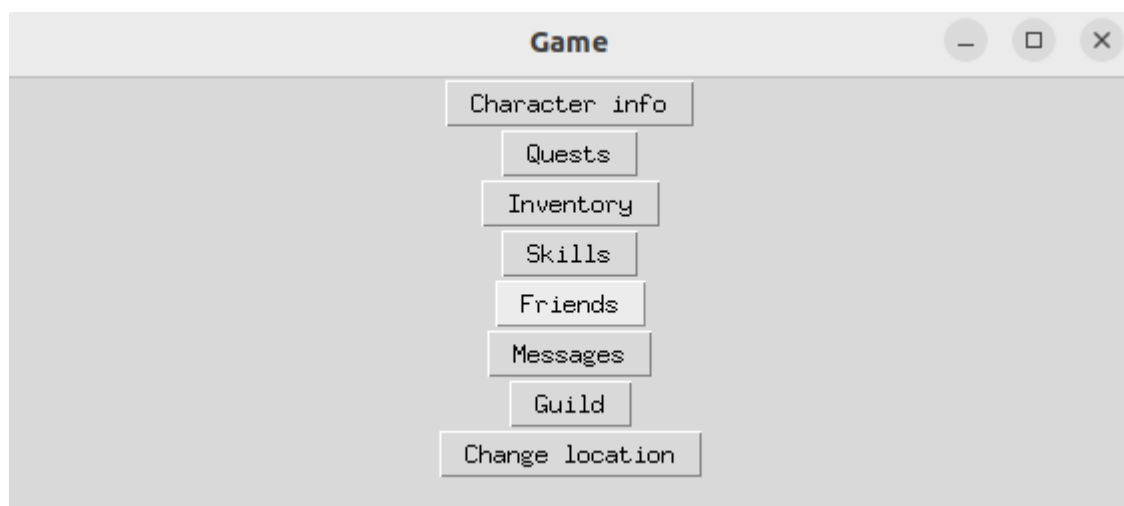 Game
Character info
Quests
Inventory
Skills
Friends
Messages
Guild
Change location